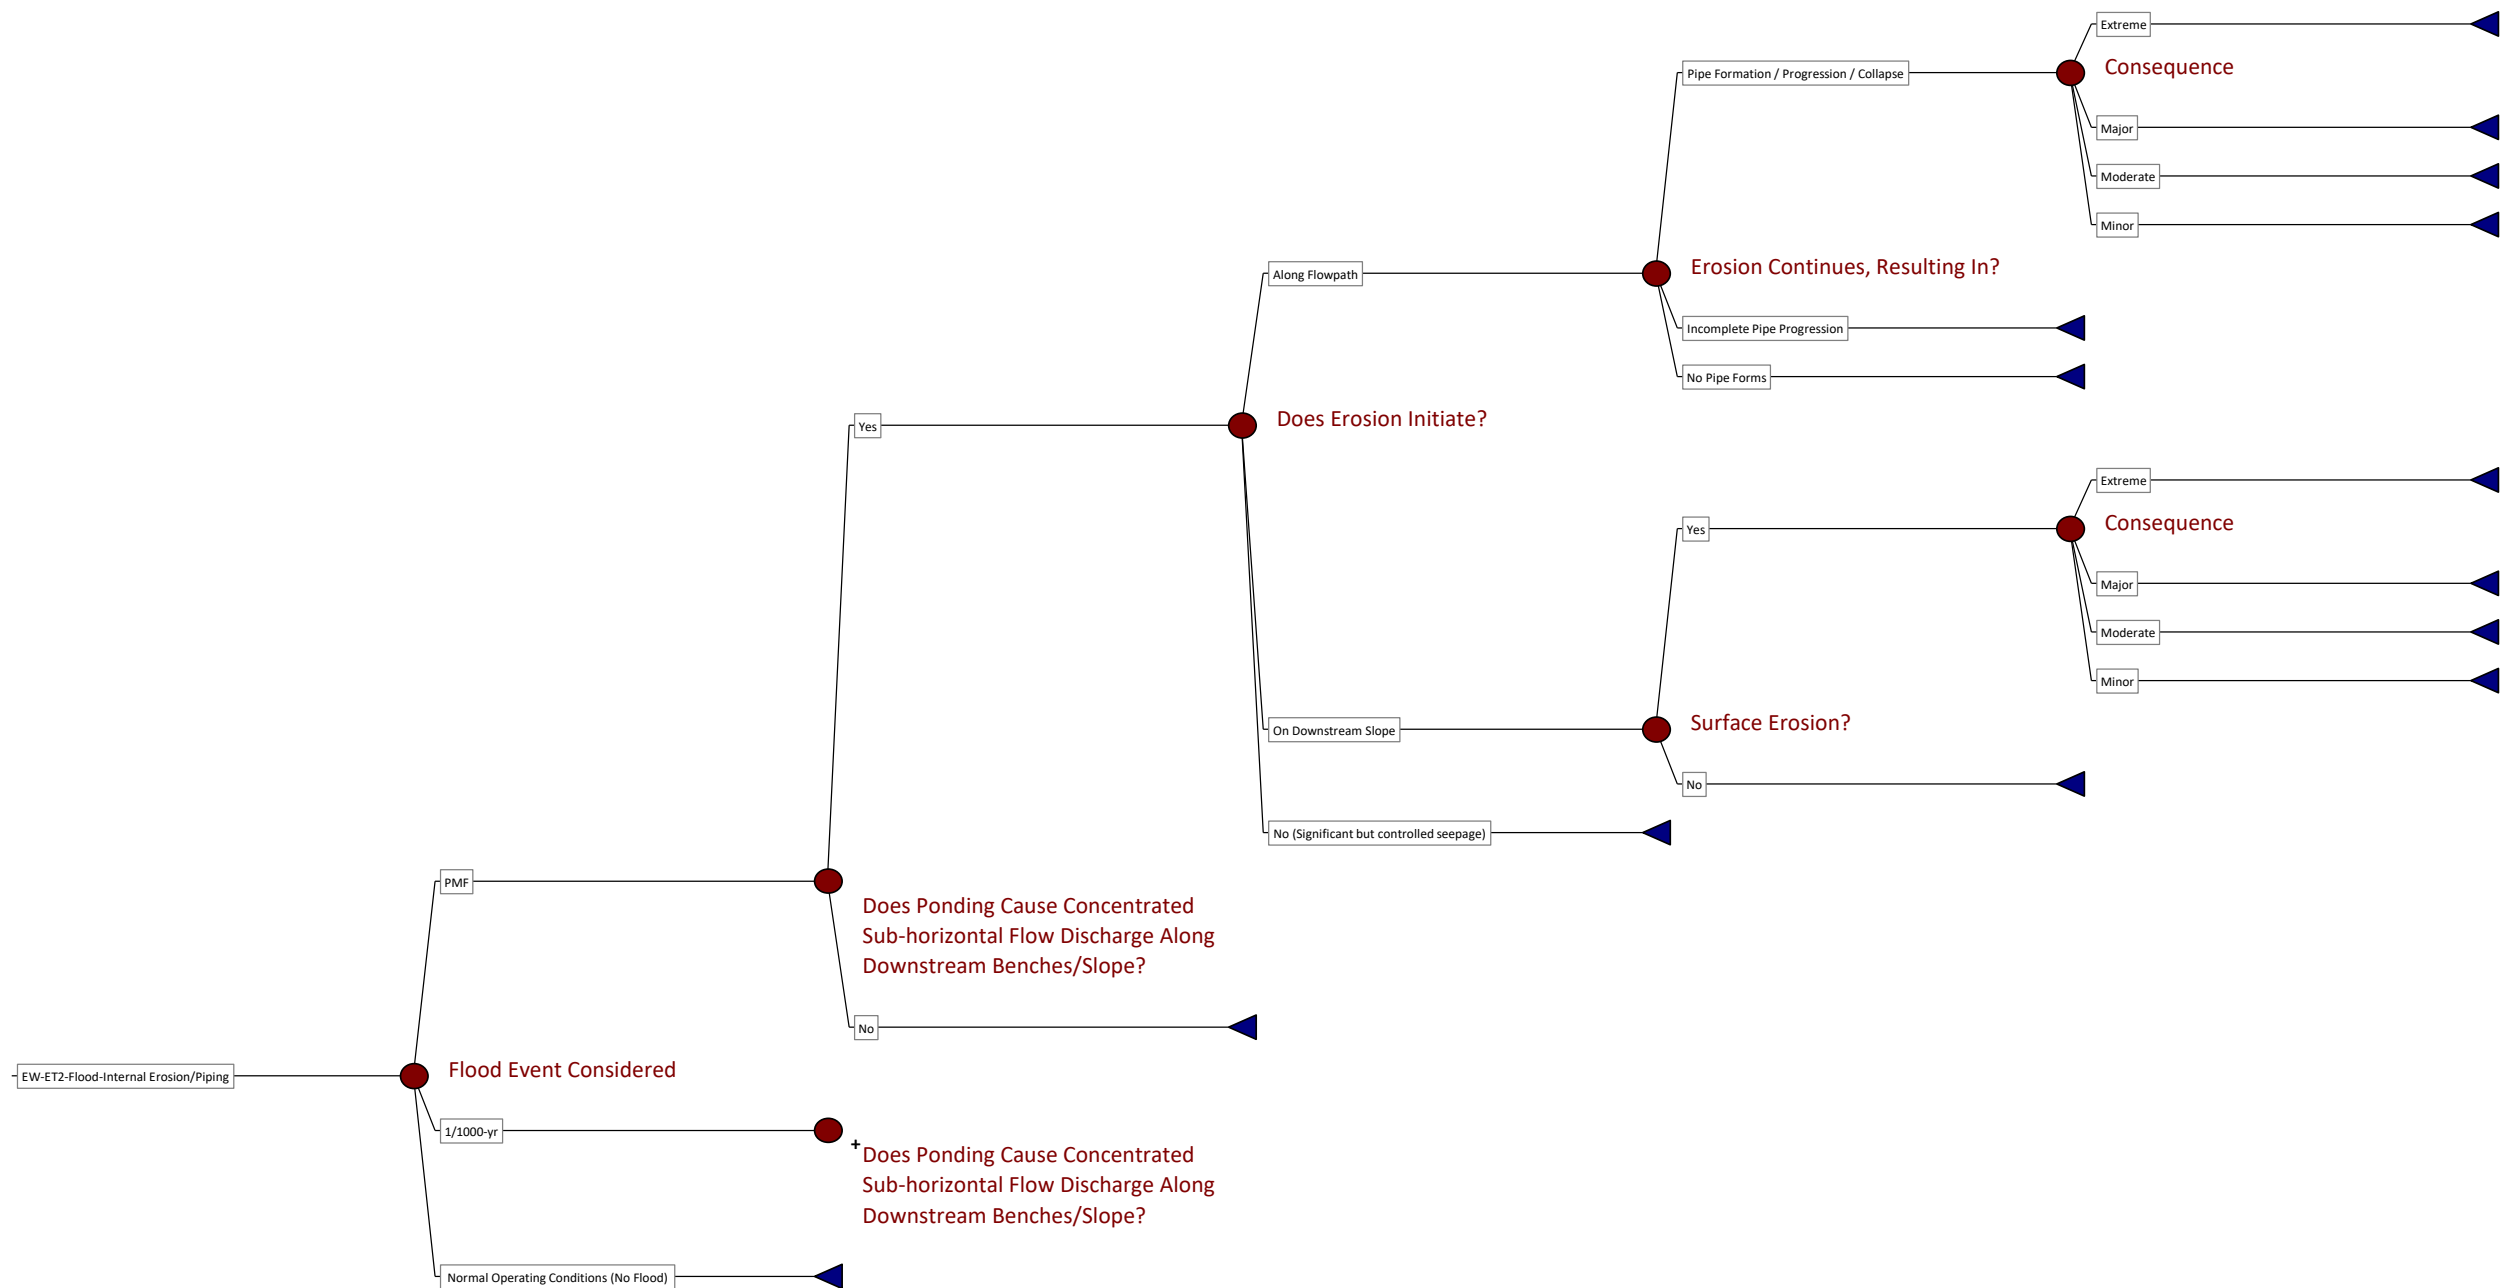 Extreme
Consequence
Pipe Formation / Progression / Collapse
Major
Moderate
Minor
Erosion Continues, Resulting In?
Along Flowpath
Incomplete Pipe Progression
No Pipe Forms
Does Erosion Initiate?
Yes
Extreme
Consequence
Yes
Major
Moderate
Minor
Surface Erosion?
On Downstream Slope
No
No (Significant but controlled seepage)
PMF
Does Ponding Cause Concentrated
Sub-horizontal Flow Discharge Along
Downstream Benches/Slope?
No
Flood Event Considered
EW-ET2-Flood-Internal Erosion/Piping
1/1000-yr
+
Does Ponding Cause Concentrated
Sub-horizontal Flow Discharge Along
Downstream Benches/Slope?
Normal Operating Conditions (No Flood)